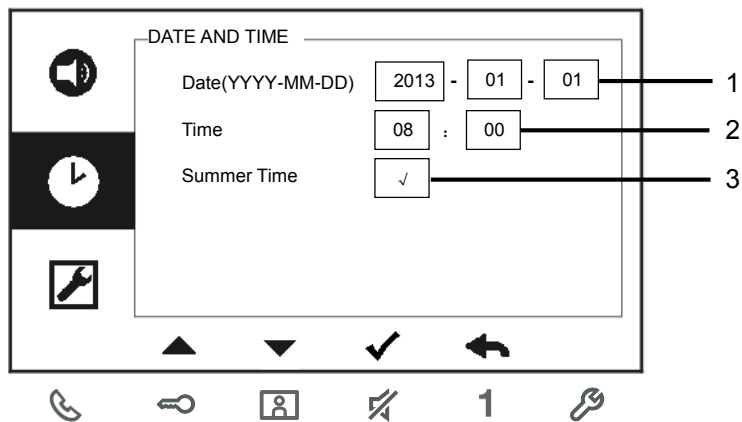 DATE AND TIME
Date(YYYY-MM-DD) 2013 - 01 - 01 1
Time 08 : 00 2
Summer Time √ 3
1